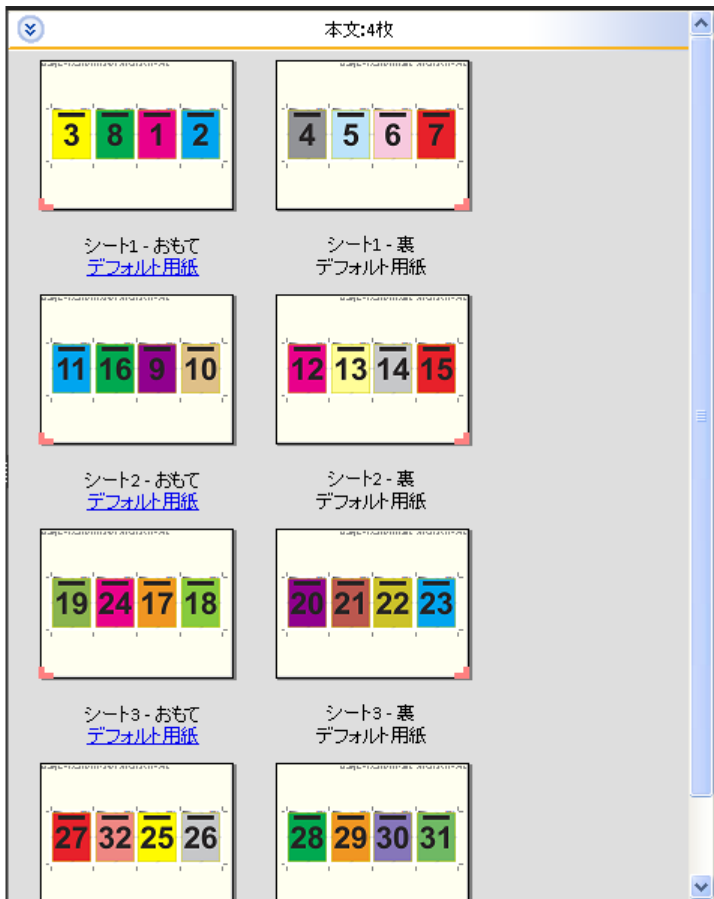 本文:4枚
3 8 1 2
4 5 6 7
シート1 - おもて
デフォルト用紙
シート1 - 裏
デフォルト用紙
11 16 9 10
12 13 14 15
シート2 - おもて
デフォルト用紙
シート2 - 裏
デフォルト用紙
19 24 17 18
20 21 22 23
シート3 - おもて
デフォルト用紙
シート3 - 裏
デフォルト用紙
27 32 25 26
28 29 30 31